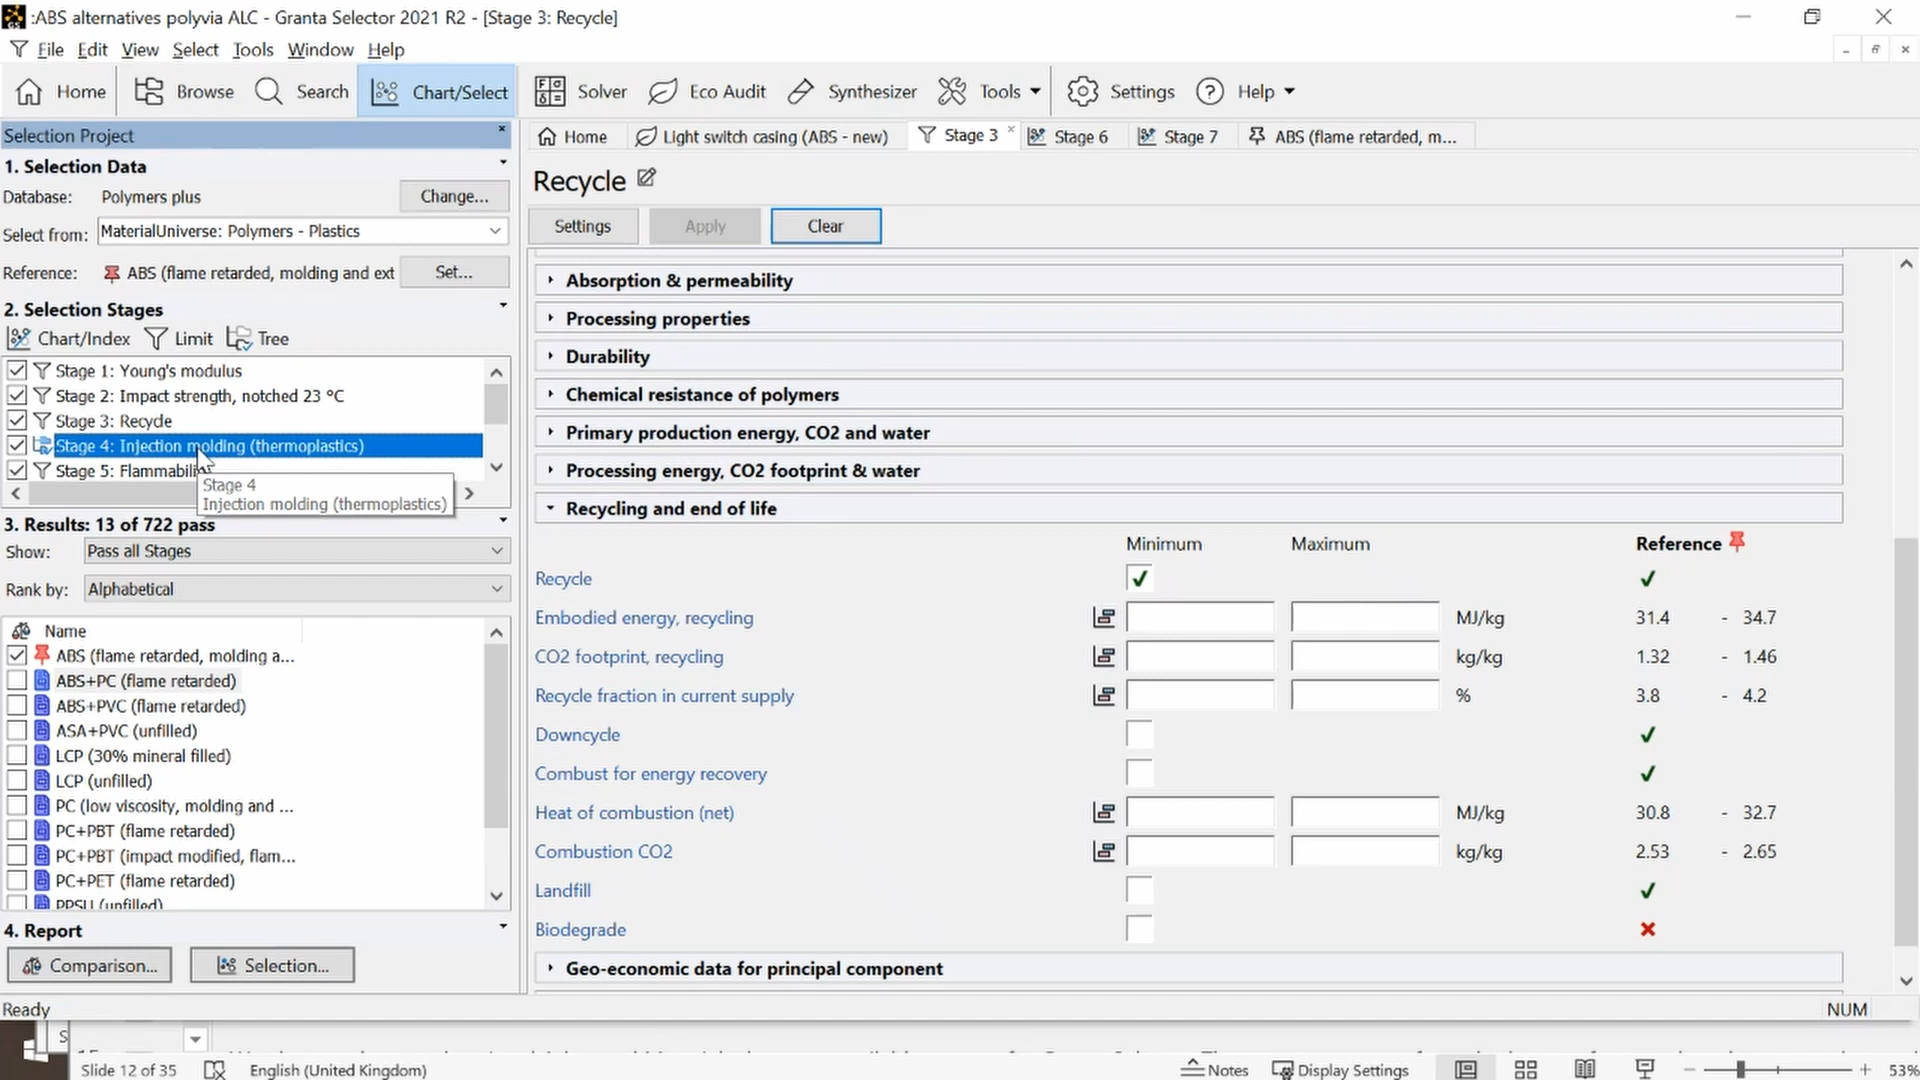 :ABS alternatives polyvia ALC - Granta Selector 2021 R2 - [Stage 3: Recycle]
File Edit View Select Tools Window Help
Home Browse Search Chart/Select Solver Eco Audit Synthesizer Tools Settings Help
Selection Project
Home Light switch casing (ABS - new) Stage 3 Stage 6 Stage 7 ABS (flame retarded, m...
1. Selection Data
Database: Polymers plus Change...
Select from: MaterialUniverse: Polymers - Plastics
Reference: ABS (flame retarded, molding and ext Set...
2. Selection Stages
Chart/Index Limit Tree
Stage 1: Young's modulus
Stage 2: Impact strength, notched 23 °C
Stage 3: Recycle
Stage 4: Injection molding (thermoplastics)
Stage 5:
Stage 4
Injection molding (thermoplastics)
3. Results: 13 of 722 pass
Show: Pass all Stages
Rank by: Alphabetical
Name
ABS (flame retarded, molding a...
ABS+PC (flame retarded)
ABS+PVC (flame retarded)
ASA+PVC (unfilled)
LCP (30% mineral filled)
LCP (unfilled)
PC (low viscosity, molding and ...
PC+PBT (flame retarded)
PC+PBT (impact modified, flam...
PC+PET (flame retarded)
PPSU (unfilled)
4. Report
Comparison... Selection...
Recycle
Settings Apply Clear
Absorption & permeability
Processing properties
Durability
Chemical resistance of polymers
Primary production energy, CO2 and water
Processing energy, CO2 footprint & water
Recycling and end of life
Minimum Maximum Reference
Recycle
Embodied energy, recycling MJ/kg 31.4 - 34.7
CO2 footprint, recycling kg/kg 1.32 - 1.46
Recycle fraction in current supply % 3.8 - 4.2
Downcycle
Combust for energy recovery
Heat of combustion (net) MJ/kg 30.8 - 32.7
Combustion CO2 kg/kg 2.53 - 2.65
Landfill
Biodegrade
Geo-economic data for principal component
Ready NUM
Slide 12 of 35 English (United Kingdom) Notes Display Settings 53%